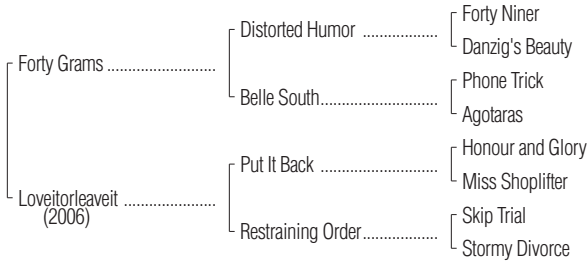 Forty Niner
Distorted Humor ..................
Danzig's Beauty
Forty Grams ..........................
Phone Trick
Belle South............................
Agotaras
Honour and Glory
Put It Back ............................
Miss Shoplifter
Loveitorleaveit ......................
(2006)
Skip Trial
Restraining Order..................
Stormy Divorce